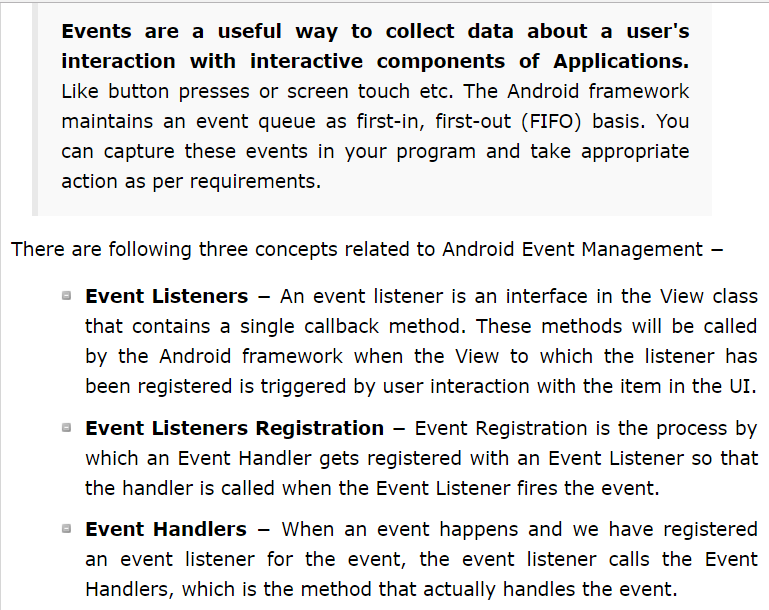 Events are a useful way to collect data about a user's
interaction with interactive components of Applications.
Like button presses or screen touch etc. The Android framework
maintains an event queue as first-in, first-out (FIFO) basis. You
can capture these events in your program and take appropriate
action as per requirements.
There are following three concepts related to Android Event Management −
Event Listeners − An event listener is an interface in the View class
that contains a single callback method. These methods will be called
by the Android framework when the View to which the listener has
been registered is triggered by user interaction with the item in the UI.
Event Listeners Registration − Event Registration is the process by
which an Event Handler gets registered with an Event Listener so that
the handler is called when the Event Listener fires the event.
Event Handlers − When an event happens and we have registered
an event listener for the event, the event listener calls the Event
Handlers, which is the method that actually handles the event.